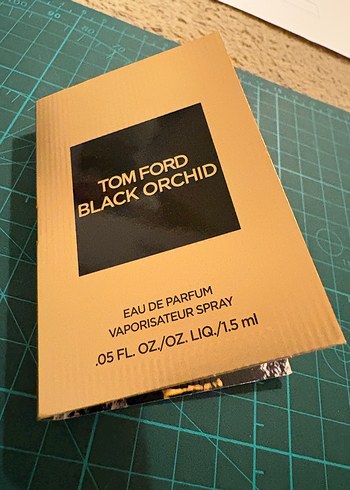 TOM FORD
BLACK ORCHID
EAU DE PARFUM
VAPORISATEUR SPRAY
.05 FL. OZ./OZ. LIQ./1.5 ml